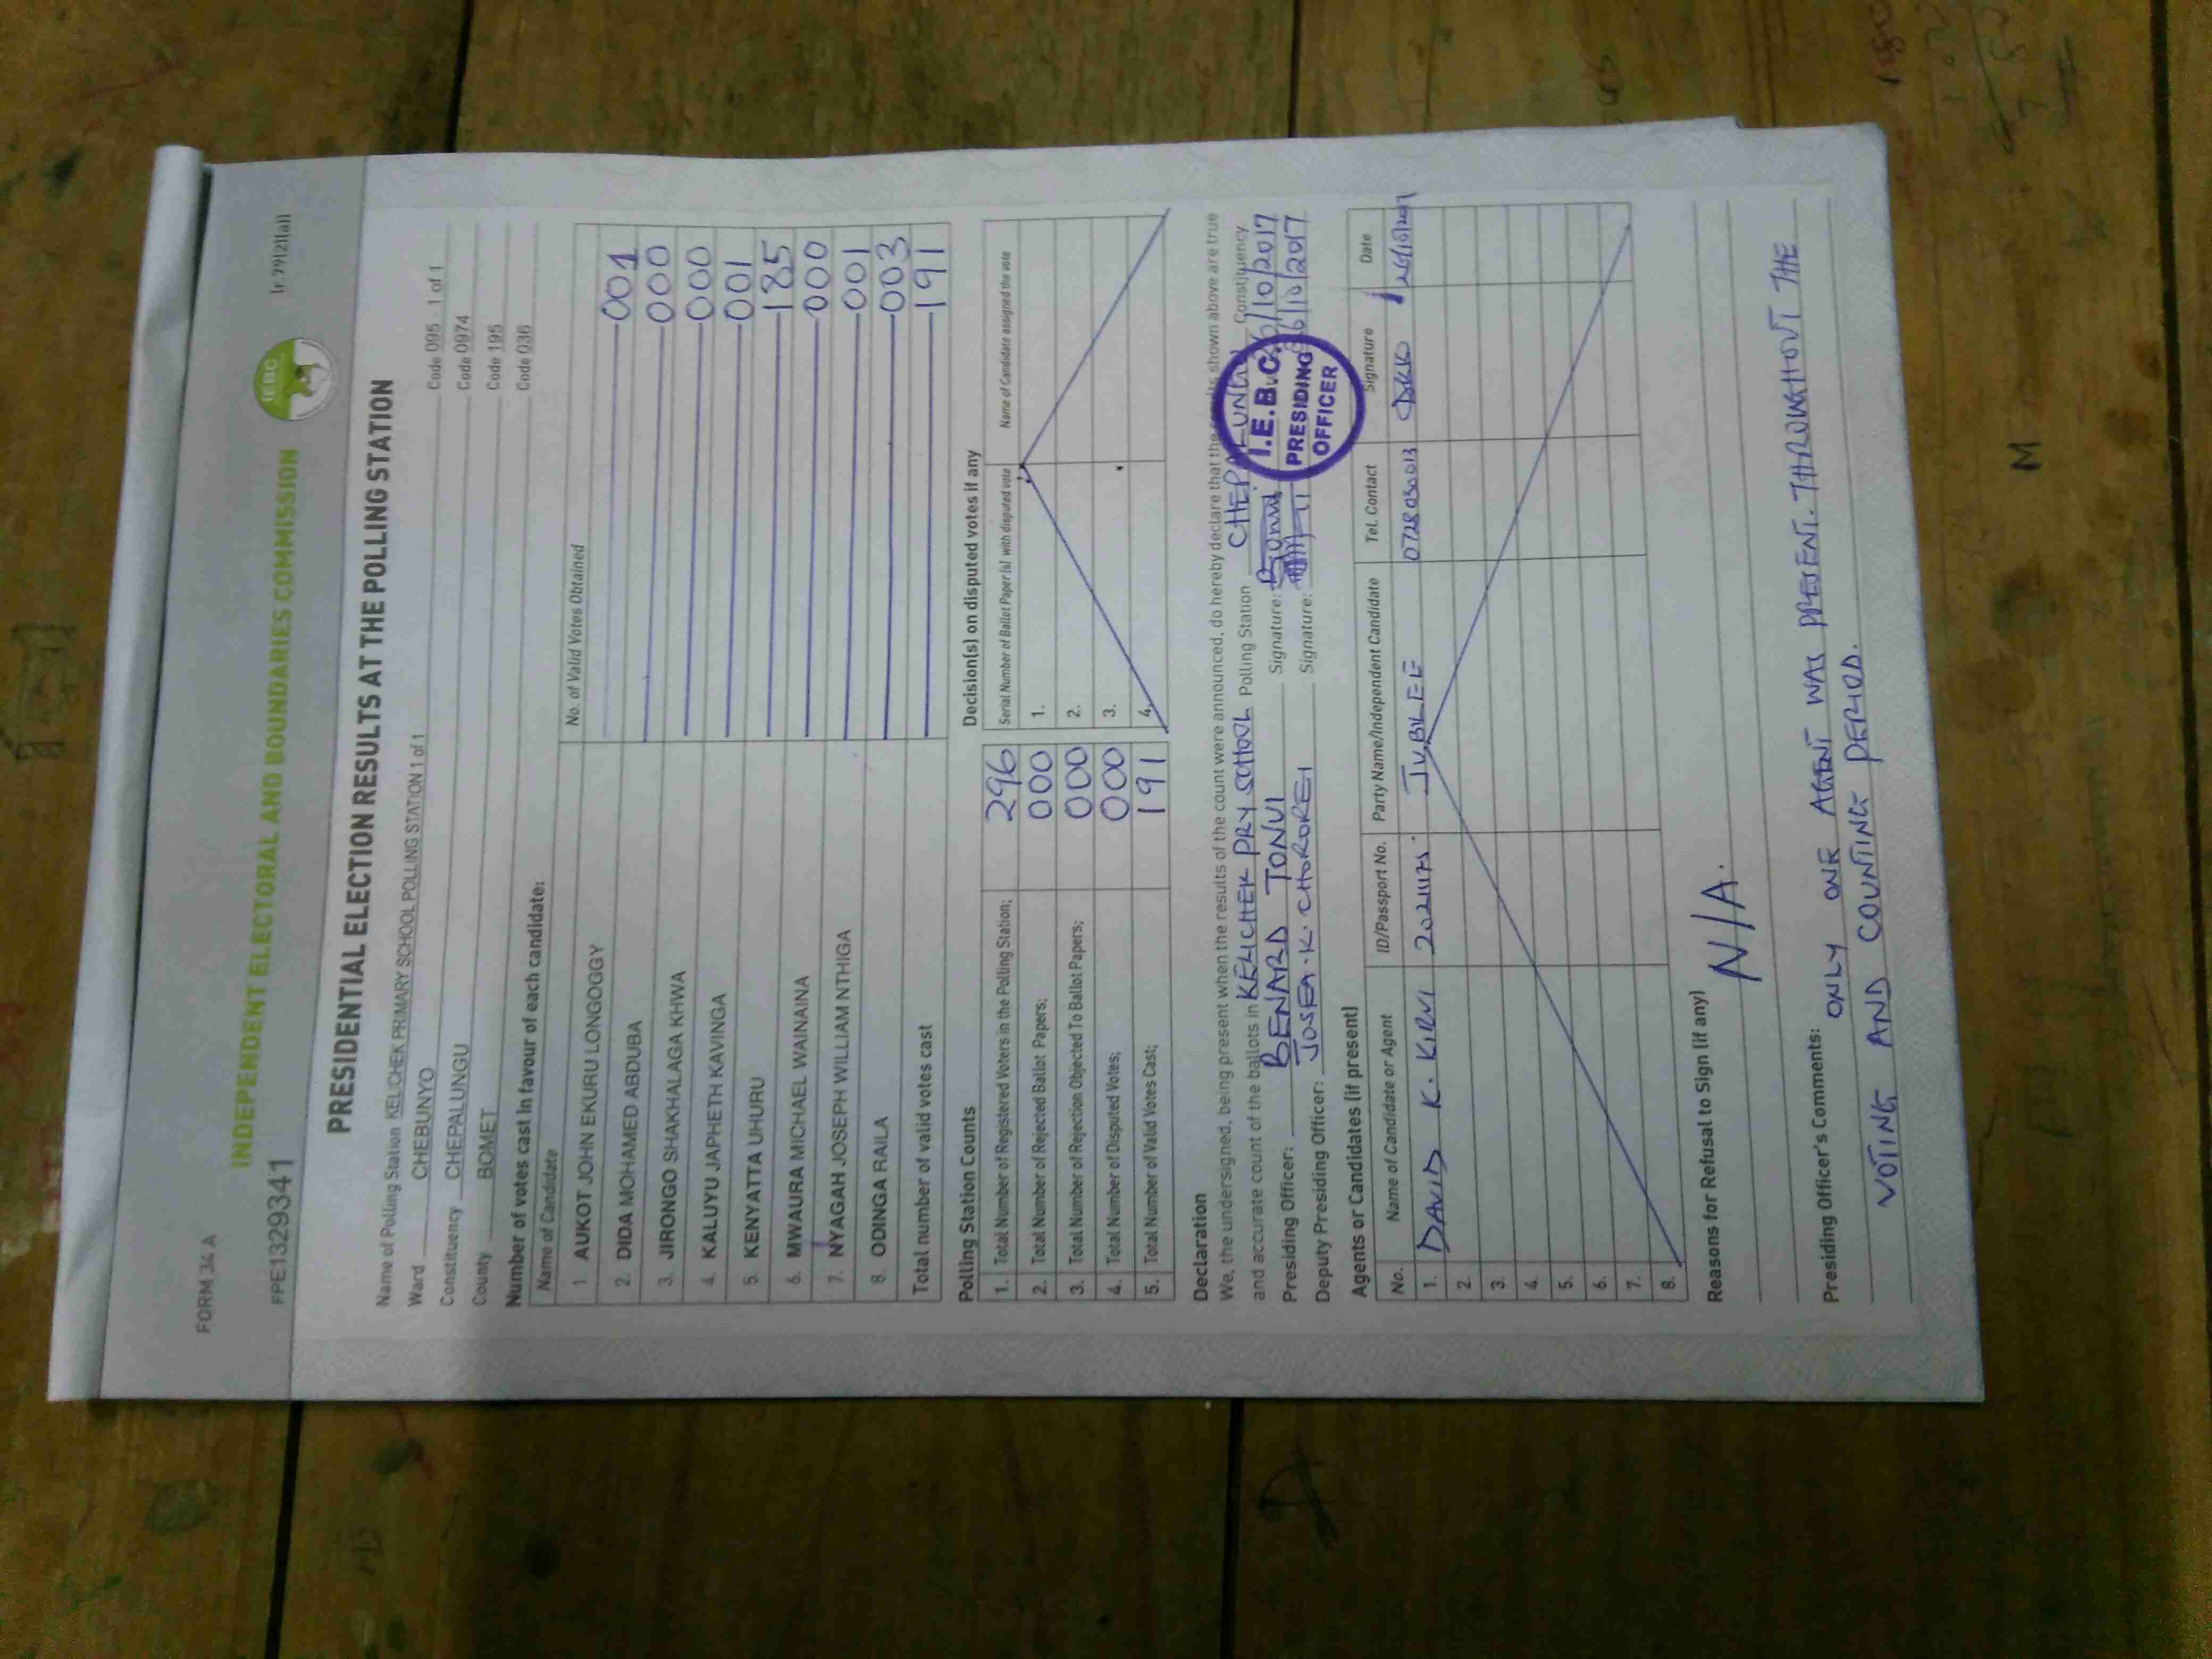 FORM 34 A
(r 79(2)(a))
INDEPENDENT ELECTORAL AND BOUNDARIES COMMISSION
IEBC
FPE1329341
PRESIDENTIAL ELECTION RESULTS AT THE POLLING STATION
Name of Polling Station KELICHEK PRIMARY SCHOOL POLLING STATION 1 of 1 Code 095 - 1 of 1
Ward CHEBUNYO Code 0974
Constituency CHEPALUNGU Code 195
County BOMET Code 036
Number of votes cast in favour of each candidate:
Name of Candidate No. of Valid Votes Obtained
1. AUKOT JOHN EKURU LONGOGGY 001
2. DIDA MOHAMED ABDUBA 000
3. JIRONGO SHAKHALAGA KHWA 000
4. KALUYU JAPHETH KAVINGA 001
5. KENYATTA UHURU 185
6. MWAURA MICHAEL WAINAINA 000
7. NYAGAH JOSEPH WILLIAM NTHIGA 001
8. ODINGA RAILA 003
Total number of valid votes cast 191
Polling Station Counts
1. Total Number of Registered Voters in the Polling Station; 296
2. Total Number of Rejected Ballot Papers; 000
3. Total Number of Rejection Objected To Ballot Papers; 000
4. Total Number of Disputed Votes; 000
5. Total Number of Valid Votes Cast; 191
Decision(s) on disputed votes if any
Serial Number of Ballot Paper (s) with disputed vote Name of Candidate assigned the vote
1.
2.
3.
4.
Declaration
We, the undersigned, being present when the results of the count were announced, do hereby declare that the results shown above are true
and accurate count of the ballots in KELICHEK PRY SCHOOL Polling Station CHEPALUNGU Constituency
Presiding Officer: BENARD TONUI Signature: 26/10/2017
Deputy Presiding Officer: JOSEA.K.CHOROREI Signature: 26/10/2017
I.E.B.C.
PRESIDING
OFFICER
Agents or Candidates (if present)
No. Name of Candidate or Agent ID/Passport No. Party Name/Independent Candidate Tel. Contact Signature Date
1. DAVID K. KIRUI JUBILEE 26/10/2017
2.
3.
4.
5.
6.
7.
8.
Reasons for Refusal to Sign (if any)
N/A.
Presiding Officer's Comments: ONLY ONE AGENT WAS PRESENT. THROUGHOUT THE
VOTING AND COUNTING PERIOD.
M